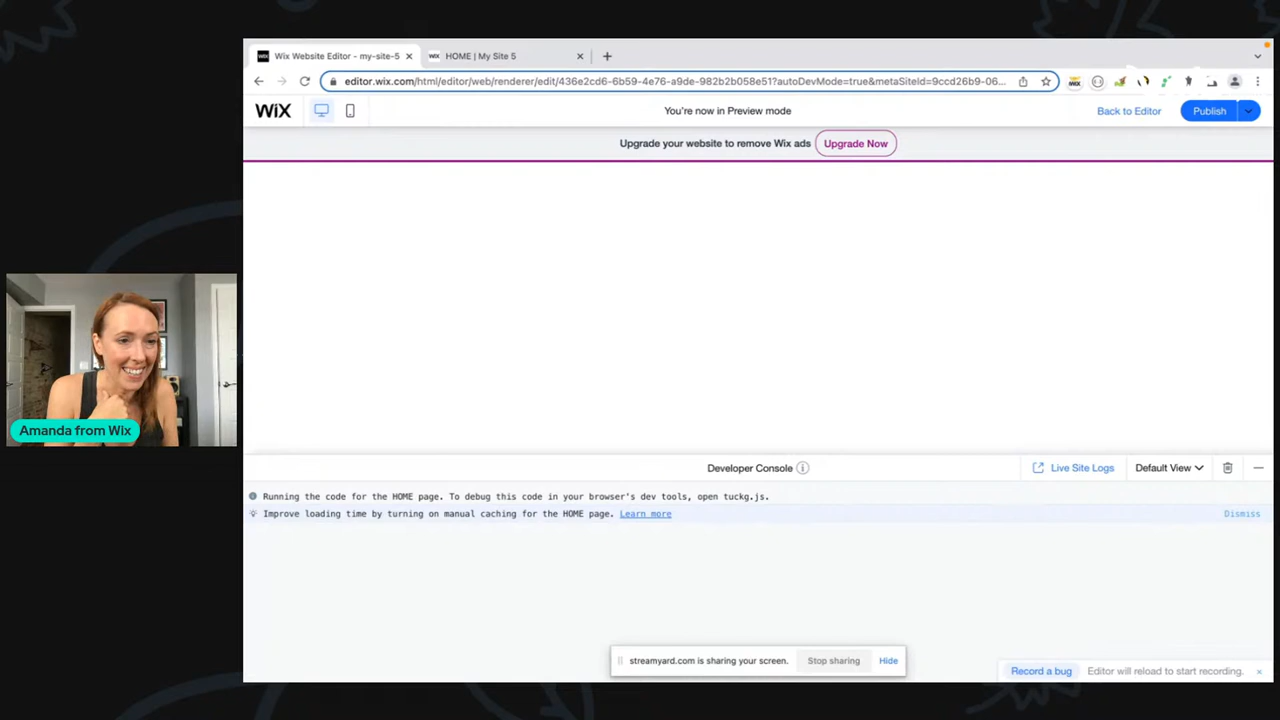 Wix Website Editor - my-site-5
HOME | My Site 5
editor.wix.com/html/editor/web/renderer/edit/436e2cd6-6b59-4e76-a9de-982b2b058e51?autoDevMode=true&metaSiteId=9ccd26b9-06...
WiX
You're now in Preview mode
Back to Editor
Publish
Upgrade your website to remove Wix ads
Upgrade Now
Amanda from Wix
Developer Console
Live Site Logs
Default View
Running the code for the HOME page. To debug this code in your browser's dev tools, open tuckg.js.
Improve loading time by turning on manual caching for the HOME page. Learn more
Dismiss
streamyard.com is sharing your screen.
Stop sharing
Hide
Record a bug
Editor will reload to start recording.